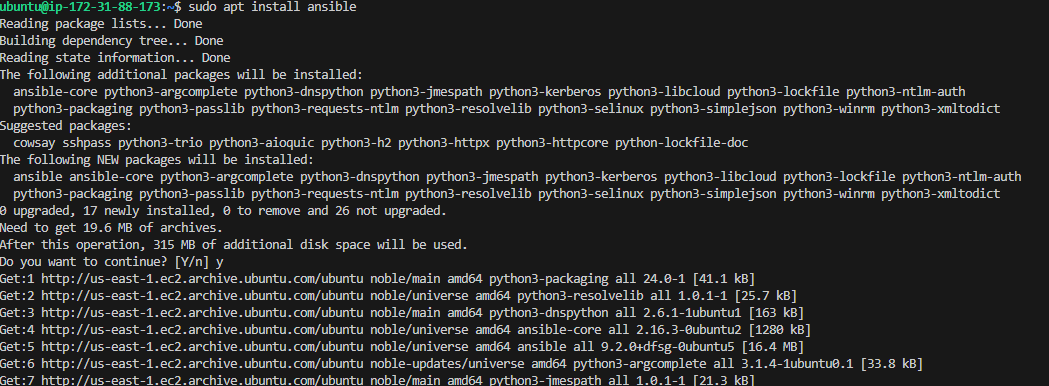 ubuntu@ip-172-31-88-173:~$ sudo apt install ansible
Reading package lists... Done
Building dependency tree... Done
Reading state information... Done
The following additional packages will be installed:
  ansible-core python3-argcomplete python3-dnspython python3-jmespath python3-kerberos python3-libcloud python3-lockfile python3-ntlm-auth
  python3-packaging python3-passlib python3-requests-ntlm python3-resolvelib python3-selinux python3-simplejson python3-winrm python3-xmltodict
Suggested packages:
  cowsay sshpass python3-trio python3-aioquic python3-h2 python3-httpx python3-httpcore python-lockfile-doc
The following NEW packages will be installed:
  ansible ansible-core python3-argcomplete python3-dnspython python3-jmespath python3-kerberos python3-libcloud python3-lockfile python3-ntlm-auth
  python3-packaging python3-passlib python3-requests-ntlm python3-resolvelib python3-selinux python3-simplejson python3-winrm python3-xmltodict
0 upgraded, 17 newly installed, 0 to remove and 26 not upgraded.
Need to get 19.6 MB of archives.
After this operation, 315 MB of additional disk space will be used.
Do you want to continue? [Y/n] y
Get:1 http://us-east-1.ec2.archive.ubuntu.com/ubuntu noble/main amd64 python3-packaging all 24.0-1 [41.1 kB]
Get:2 http://us-east-1.ec2.archive.ubuntu.com/ubuntu noble/universe amd64 python3-resolvelib all 1.0.1-1 [25.7 kB]
Get:3 http://us-east-1.ec2.archive.ubuntu.com/ubuntu noble/main amd64 python3-dnspython all 2.6.1-1ubuntu1 [163 kB]
Get:4 http://us-east-1.ec2.archive.ubuntu.com/ubuntu noble/universe amd64 ansible-core all 2.16.3-0ubuntu2 [1280 kB]
Get:5 http://us-east-1.ec2.archive.ubuntu.com/ubuntu noble/universe amd64 ansible all 9.2.0+dfsg-0ubuntu5 [16.4 MB]
Get:6 http://us-east-1.ec2.archive.ubuntu.com/ubuntu noble-updates/universe amd64 python3-argcomplete all 3.1.4-1ubuntu0.1 [33.8 kB]
Get:7 http://us-east-1.ec2.archive.ubuntu.com/ubuntu noble/main amd64 python3-jmespath all 1.0.1-1 [21.3 kB]